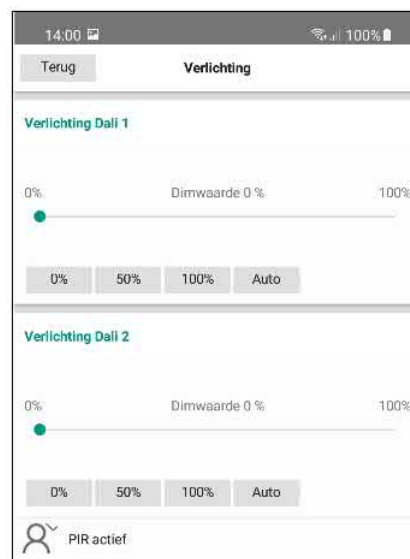 14:00 100%
Terug Verlichting
Verlichting Dali 1
0% Dimwaarde 0 % 100%
0% 50% 100% Auto
Verlichting Dali 2
0% Dimwaarde 0 % 100%
0% 50% 100% Auto
PIR actief